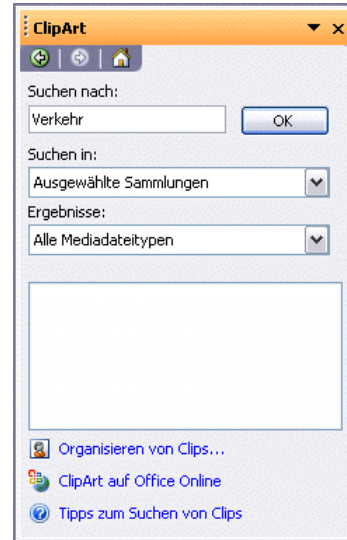 ClipArt
Suchen nach:
Verkehr
OK
Suchen in:
Ausgewählte Sammlungen
Ergebnisse:
Alle Mediadateitypen
Organisieren von Clips...
ClipArt auf Office Online
Tipps zum Suchen von Clips